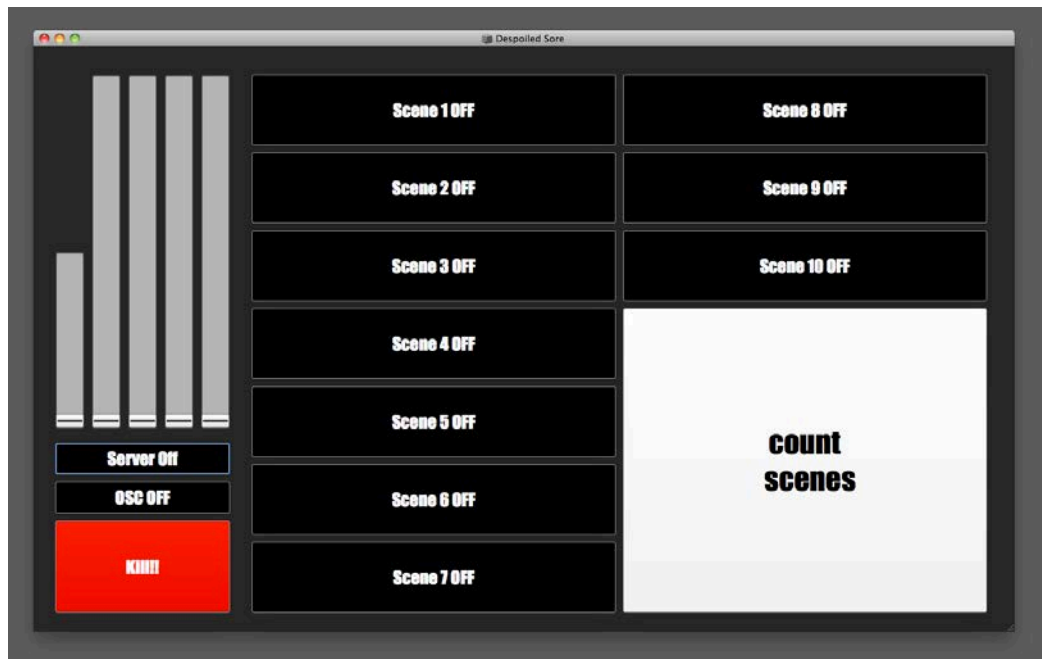 Despoiled Sore
Scene 1 OFF
Scene 2 OFF
Scene 3 OFF
Scene 4 OFF
Scene 5 OFF
Scene 6 OFF
Scene 7 OFF
Scene 8 OFF
Scene 9 OFF
Scene 10 OFF
count
scenes
Server Off
OSC OFF
Kill!!